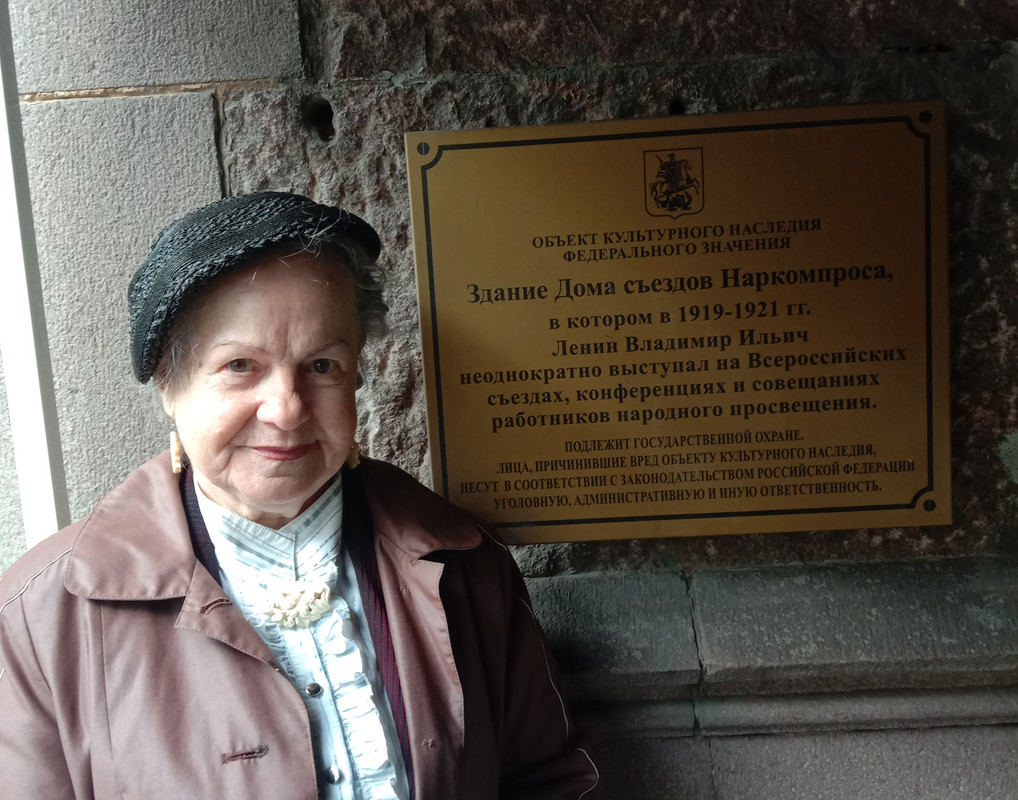 ОБЪЕКТ КУЛЬТУРНОГО НАСЛЕДИЯ
ФЕДЕРАЛЬНОГО ЗНАЧЕНИЯ
Здание Дома съездов Наркомпроса,
в котором в 1919-1921 гг.
Ленин Владимир Ильич
неоднократно выступал на Всероссийских
съездах, конференциях и совещаниях
работников народного просвещения.
ПОДЛЕЖИТ ГОСУДАРСТВЕННОЙ ОХРАНЕ.
ЛИЦА, ПРИЧИНИВШИЕ ВРЕД ОБЪЕКТУ КУЛЬТУРНОГО НАСЛЕДИЯ,
НЕСУТ В СООТВЕТСТВИИ С ЗАКОНОДАТЕЛЬСТВОМ РОССИЙСКОЙ ФЕДЕРАЦИИ
УГОЛОВНУЮ, АДМИНИСТРАТИВНУЮ И ИНУЮ ОТВЕТСТВЕННОСТЬ.